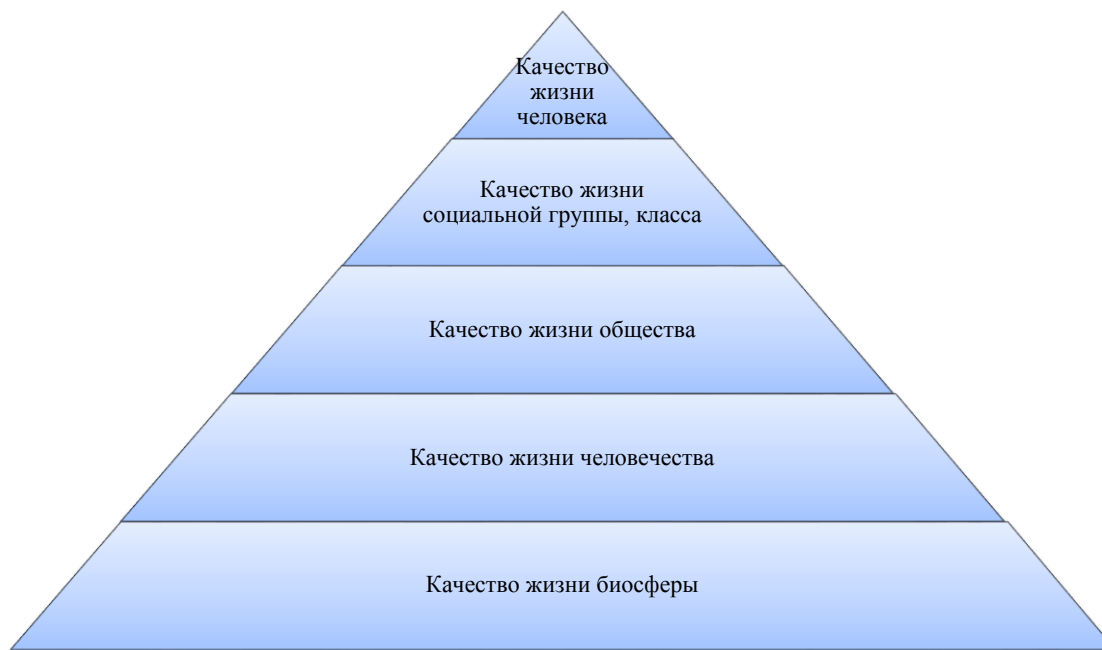 Качество
жизни
человека
Качество жизни
социальной группы, класса
Качество жизни общества
Качество жизни человечества
Качество жизни биосферы